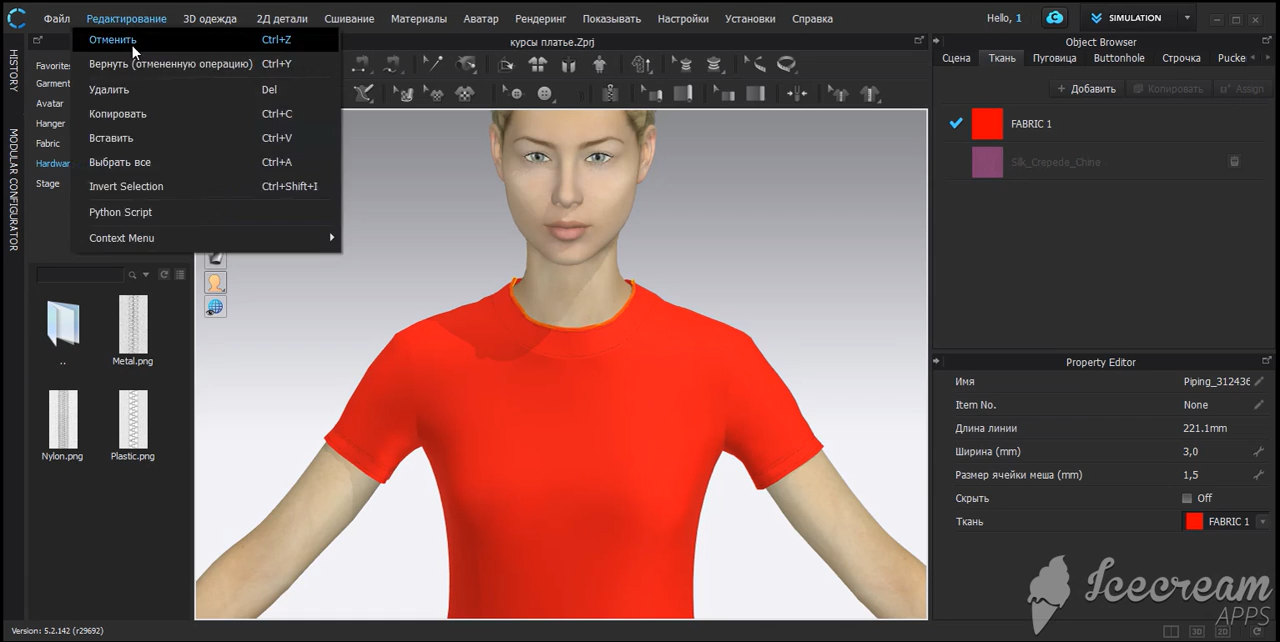 Файл Редактирование 3D одежда 2Д детали Сшивание Материалы Аватар Рендеринг Показывать Настройки Установки Справка Hello, 1 SIMULATION
Отменить Ctrl+Z
Вернуть (отмененную операцию) Ctrl+Y
Удалить Del
Копировать Ctrl+C
Вставить Ctrl+V
Выбрать все Ctrl+A
Invert Selection Ctrl+Shift+I
Python Script
Context Menu
HISTORY
MODULAR CONFIGURATOR
Favorites
Garment
Avatar
Hanger
Fabric
Hardwar
Stage
..
Metal.png
Nylon.png
Plastic.png
курсы платье.Zprj
Object Browser
Сцена Ткань Пуговица Buttonhole Строчка Pucke
+ Добавить Копировать Assign
FABRIC 1
Silk_Crepede_Chine
Property Editor
Имя Piping_312436
Item No. None
Длина линии 221.1mm
Ширина (mm) 3,0
Размер ячейки меша (mm) 1,5
Скрыть Off
Ткань FABRIC 1
Icecream
APPS
Version: 5.2.142 (r29692)
3D 2D